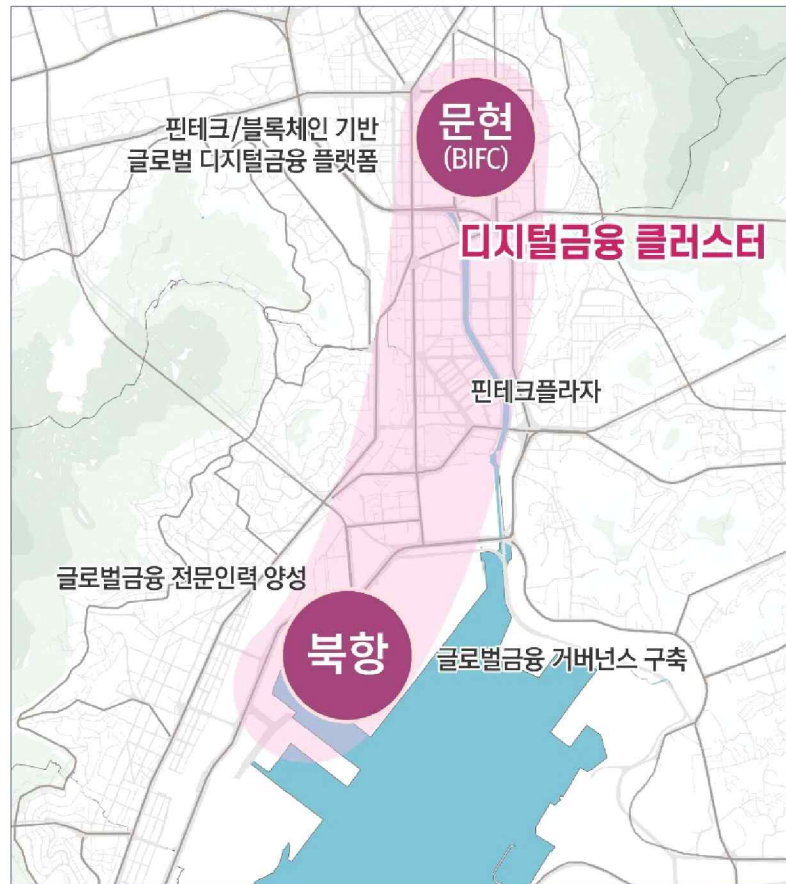 문현
(BIFC)
핀테크/블록체인 기반
글로벌 디지털금융 플랫폼
디지털금융 클러스터
핀테크플라자
글로벌금융 전문인력 양성
북항
글로벌금융 거버넌스 구축